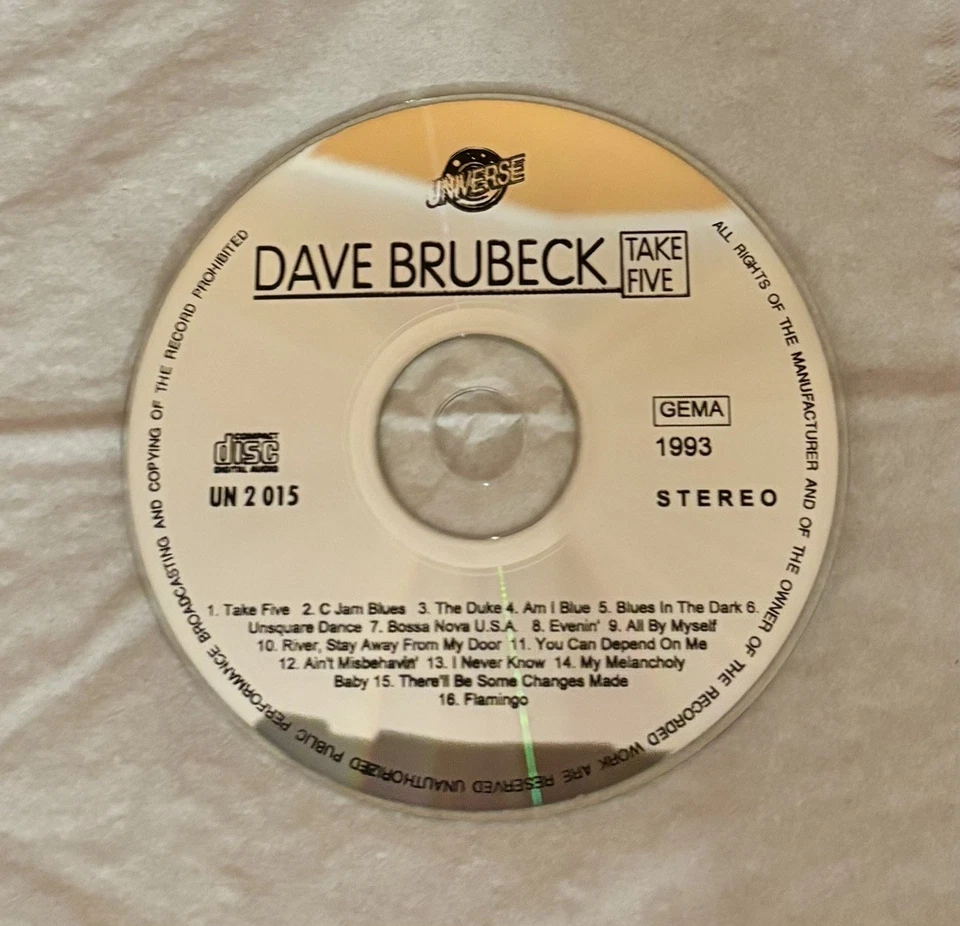 UNIVERSE
DAVE BRUBECK
TAKE
FIVE
GEMA
1993
STEREO
COMPACT
disc
DIGITAL AUDIO
UN 2 015
1. Take Five 2. C Jam Blues 3. The Duke 4. Am I Blue 5. Blues In The Dark 6.
Unsquare Dance 7. Bossa Nova U.S.A. 8. Evenin' 9. All By Myself
10. River, Stay Away From My Door 11. You Can Depend On Me
12. Ain't Misbehavin' 13. I Never Know 14. My Melancholy
Baby 15. There'll Be Some Changes Made
16. Flamingo
ALL RIGHTS OF THE MANUFACTURER AND OF THE OWNER OF THE RECORDED WORK ARE RESERVED UNAUTHORIZED PUBLIC PERFORMANCE BROADCASTING AND COPYING OF THE RECORD PROHIBITED